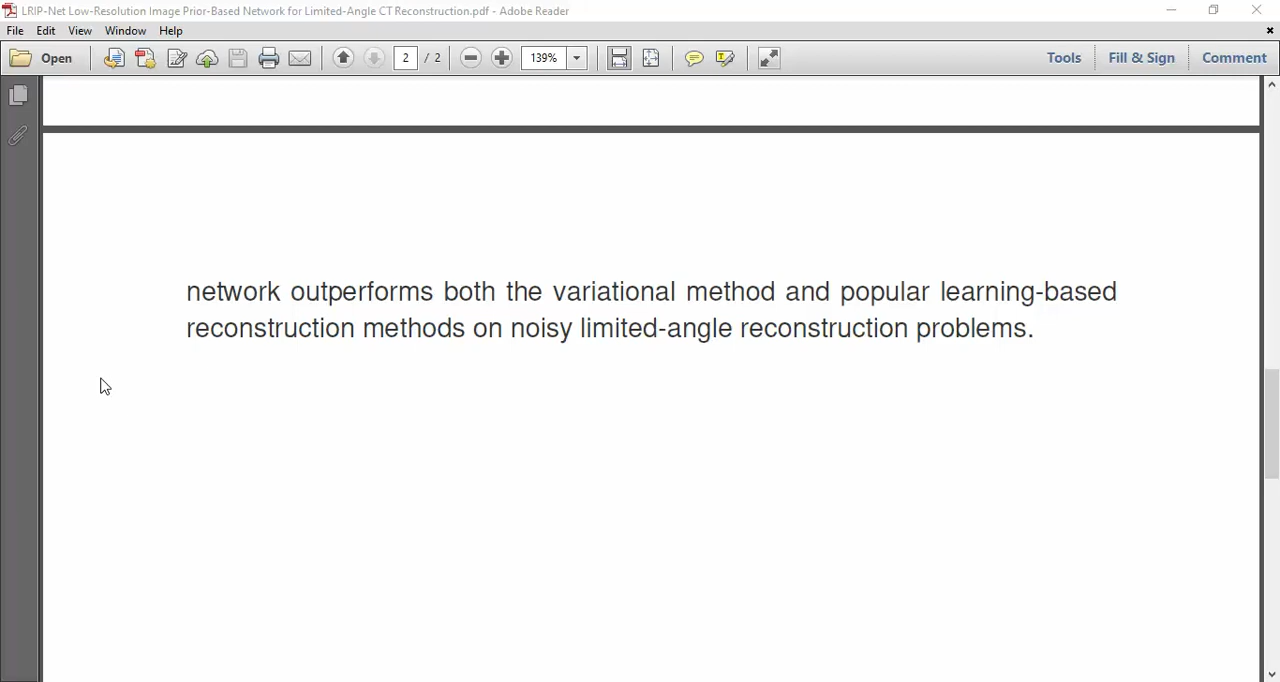 LRIP-Net Low-Resolution Image Prior-Based Network for Limited-Angle CT Reconstruction.pdf - Adobe Reader
File Edit View Window Help
Open 2 / 2 139% Tools Fill & Sign Comment
network outperforms both the variational method and popular learning-based
reconstruction methods on noisy limited-angle reconstruction problems.